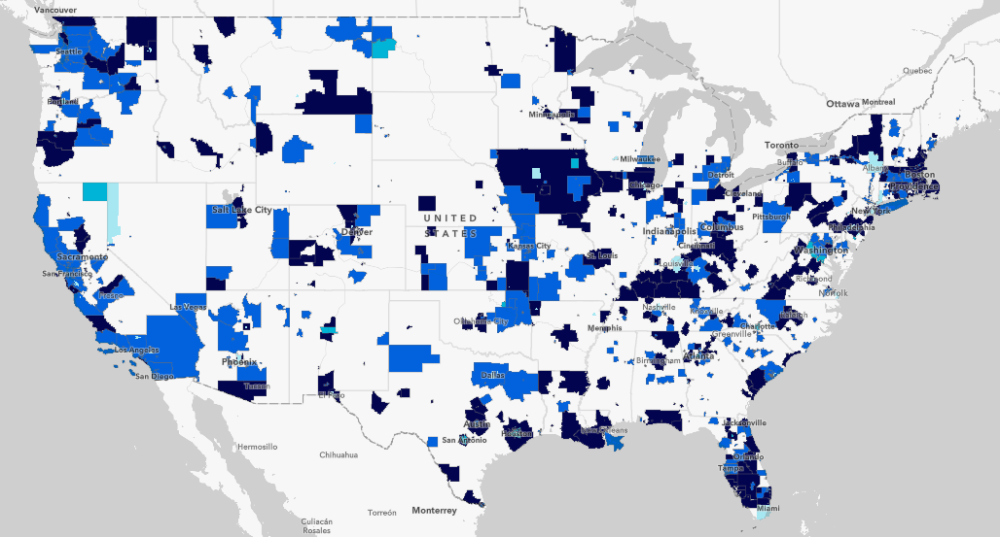 Vancouver
Seattle
Portland
Quebec
Ottawa
Montreal
Minneapolis
Toronto
Buffalo
Albany
Boston
Providence
Milwaukee
Detroit
Chicago
Cleveland
New York
Pittsburgh
Philadelphia
Salt Lake City
Denver
UNITED
STATES
Indianapolis
Columbus
Cincinnati
Washington
Sacramento
San Francisco
Fresno
Kansas City
St. Louis
Louisville
Richmond
Norfolk
Las Vegas
Nashville
Knoxville
Raleigh
Oklahoma City
Memphis
Charlotte
Greenville
Los Angeles
Phoenix
Birmingham
Atlanta
San Diego
Tucson
El Paso
Dallas
Austin
Houston
New Orleans
Jacksonville
San Antonio
Orlando
Tampa
Hermosillo
Chihuahua
Miami
Torreón
Monterrey
Culiacán
Rosales